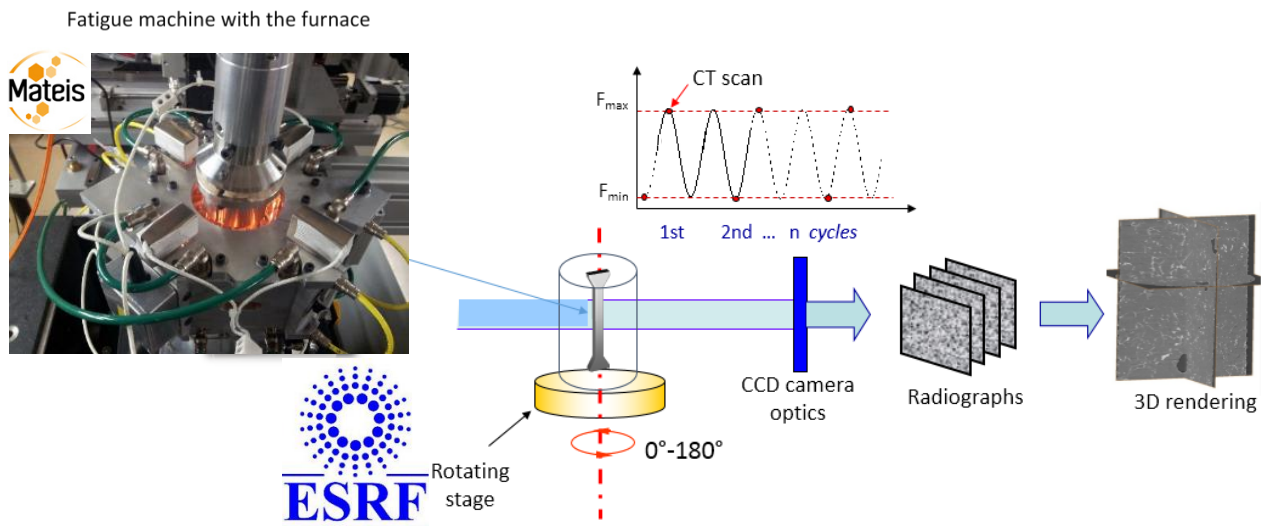 Fatigue machine with the furnace
Mateis
CT scan
Fmax
Fmin
1st 2nd ... n cycles
CCD camera
optics
Radiographs
3D rendering
0°-180°
Rotating
stage
ESRF